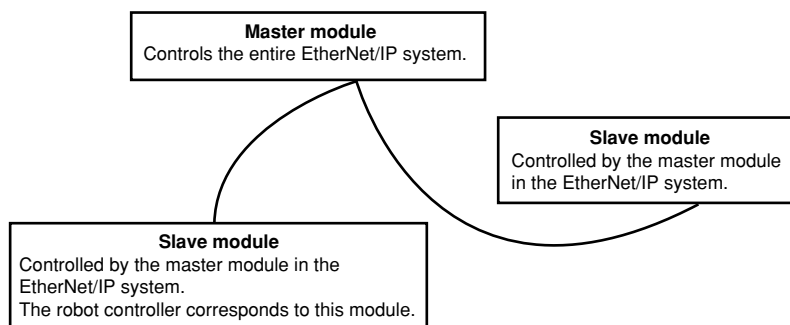 Master module
Controls the entire EtherNet/IP system.
Slave module
Controlled by the master module
in the EtherNet/IP system.
Slave module
Controlled by the master module in the
EtherNet/IP system.
The robot controller corresponds to this module.